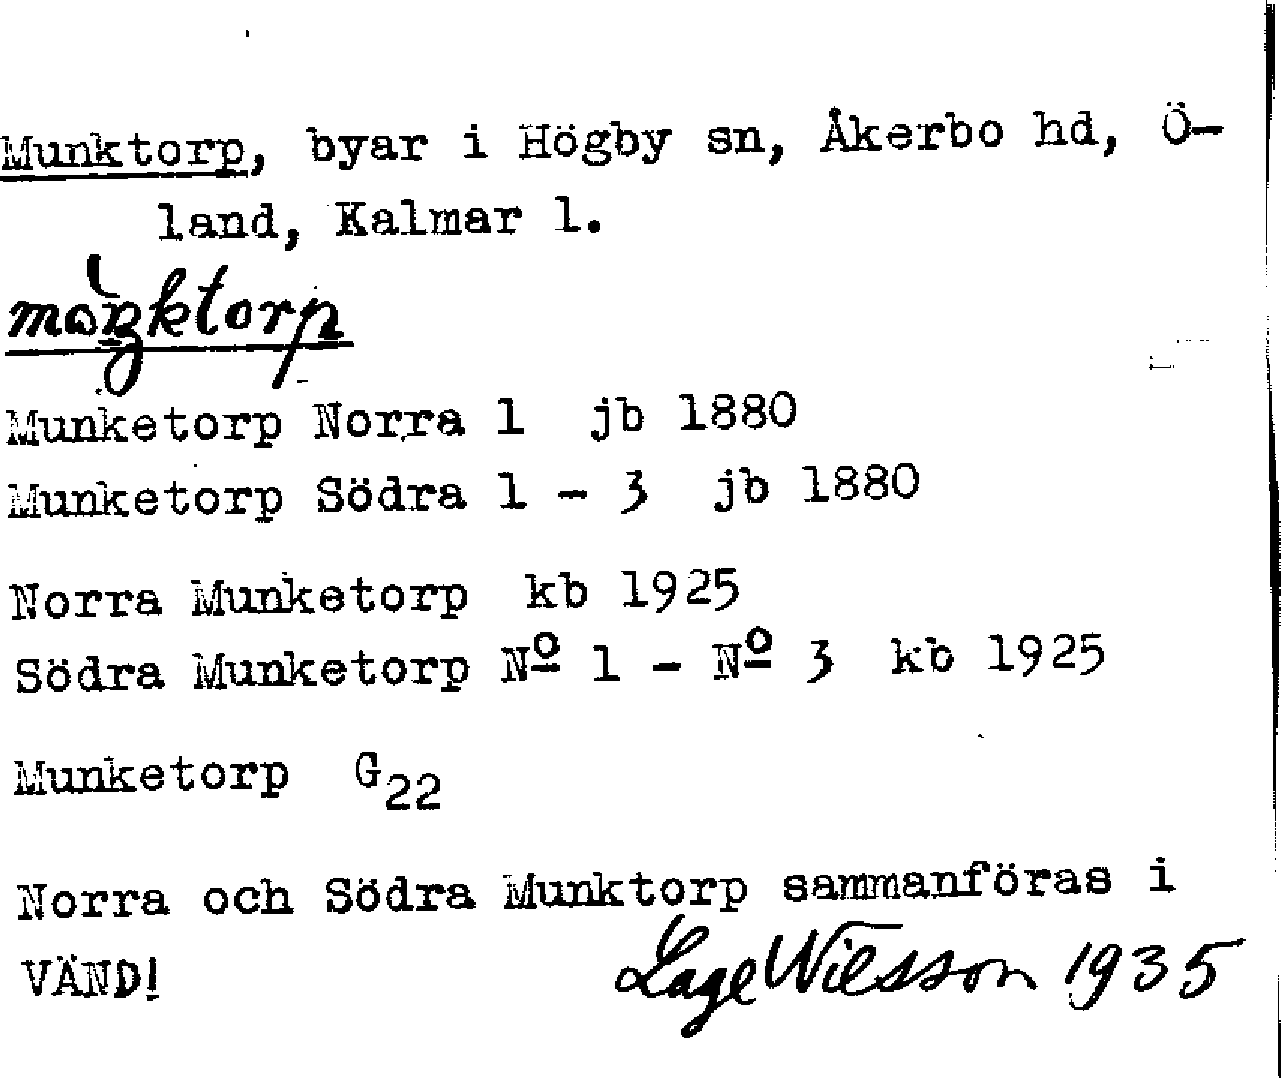 Munktorp, byar i Högby sn, Åkerbo hd, Ö-
land, Kalmar l.
Munketorp Norra 1 jb 1880
Munketorp Södra 1 - 3 jb 1880
Norra Munketorp kb 1925
Södra Munketorp Nº 1 - Nº 3 kb 1925
Munketorp G22
Norra och Södra Munktorp sammanföras i
VÄND! Lage Nilsson 1935